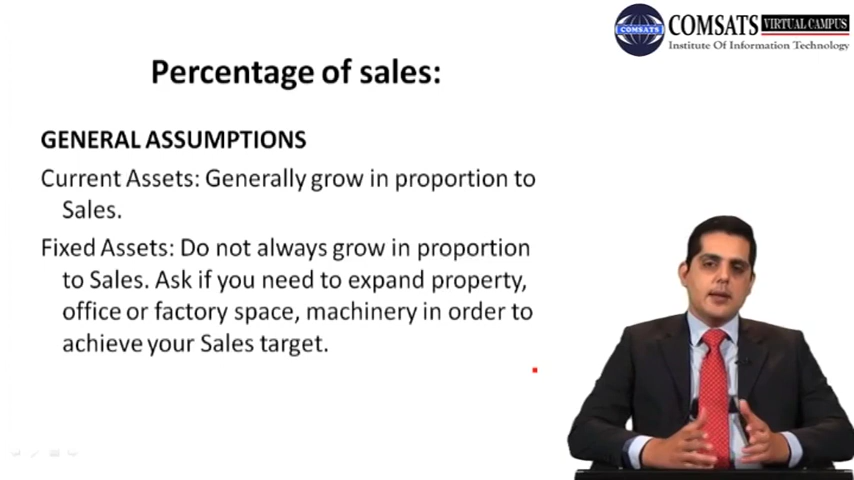 COMSATS VIRTUAL CAMPUS
COMSATS
Institute Of Information Technology
Percentage of sales:
GENERAL ASSUMPTIONS
Current Assets: Generally grow in proportion to
Sales.
Fixed Assets: Do not always grow in proportion
to Sales. Ask if you need to expand property,
office or factory space, machinery in order to
achieve your Sales target.